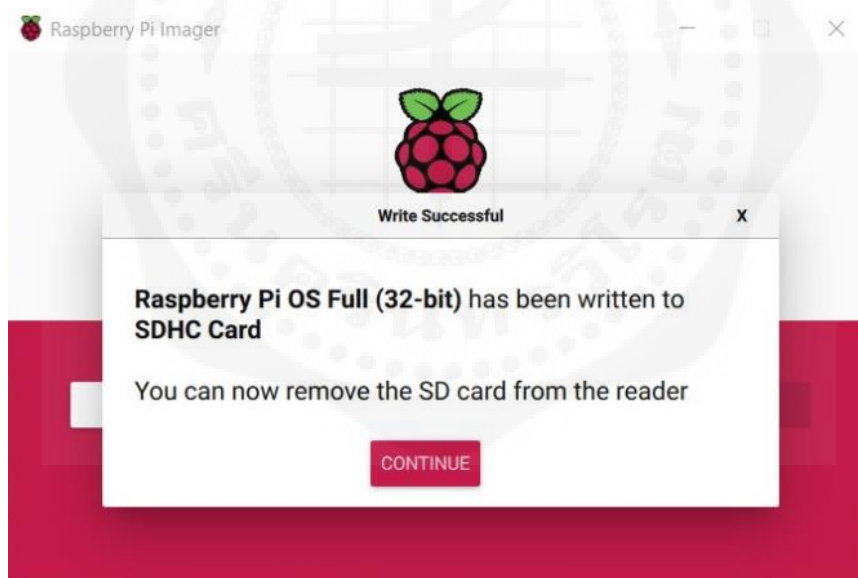 Raspberry Pi Imager
Write Successful
X
Raspberry Pi OS Full (32-bit) has been written to
SDHC Card
You can now remove the SD card from the reader
CONTINUE